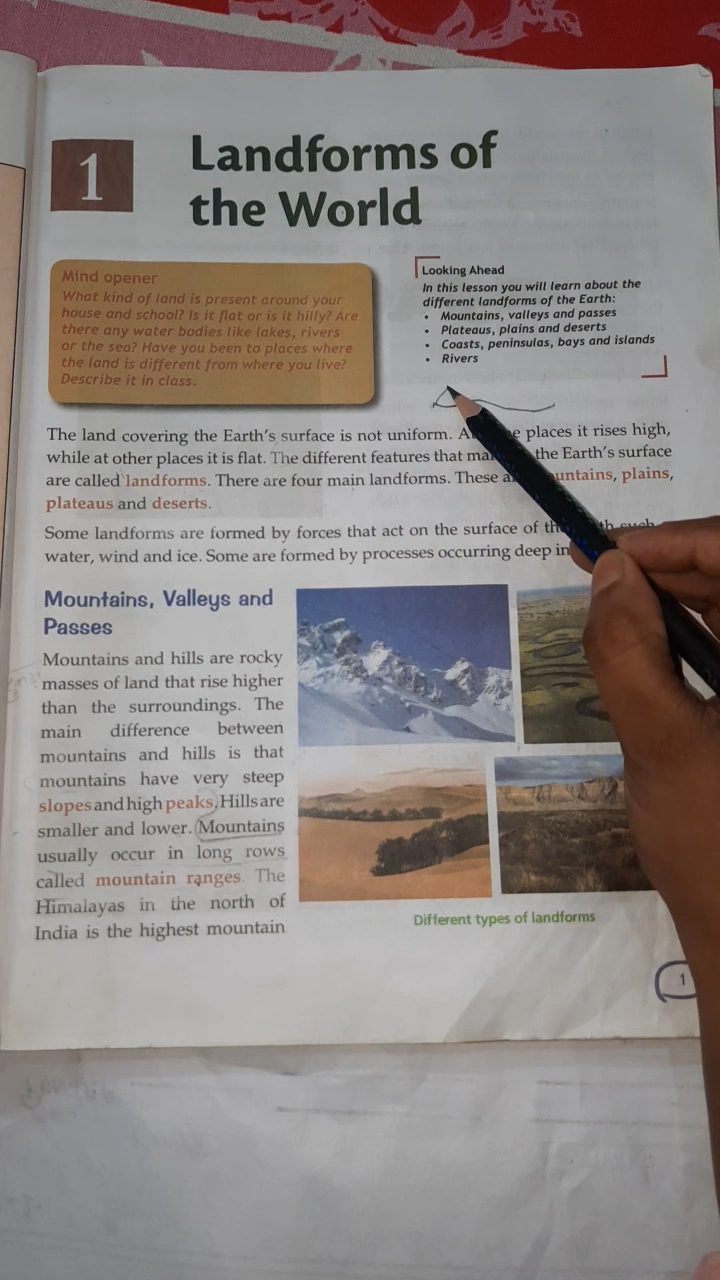 1
Landforms of
the World
Mind opener
What kind of land is present around your
house and school? Is it flat or is it hilly? Are
there any water bodies like lakes, rivers
or the sea? Have you been to places where
the land is different from where you live?
Describe it in class.
Looking Ahead
In this lesson you will learn about the
different landforms of the Earth:
• Mountains, valleys and passes
• Plateaus, plains and deserts
• Coasts, peninsulas, bays and islands
• Rivers
The land covering the Earth's surface is not uniform. places it rises high,
while at other places it is flat. The different features that the Earth's surface
are called landforms. There are four main landforms. These plains,
plateaus and deserts.
Some landforms are formed by forces that act on the surface of
water, wind and ice. Some are formed by processes occurring deep
Mountains, Valleys and
Passes
Mountains and hills are rocky
masses of land that rise higher
than the surroundings. The
main difference between
mountains and hills is that
mountains have very steep
slopes and high peaks. Hills are
smaller and lower. Mountains
usually occur in long rows
called mountain ranges. The
Himalayas in the north of
India is the highest mountain
Different types of landforms
1